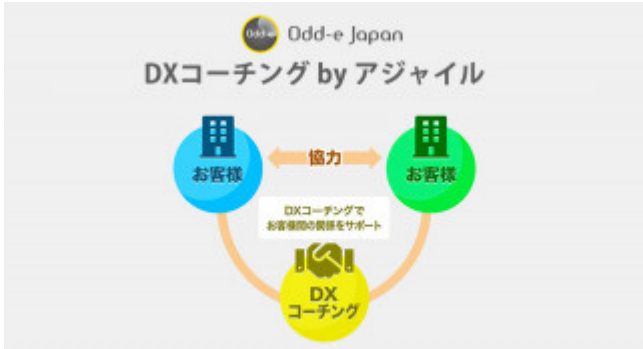 Odd-e Odd-e Japan
DXコーチング by アジャイル
お客様
協力
お客様
DXコーチングで
お客様間の関係をサポート
DX
コーチング